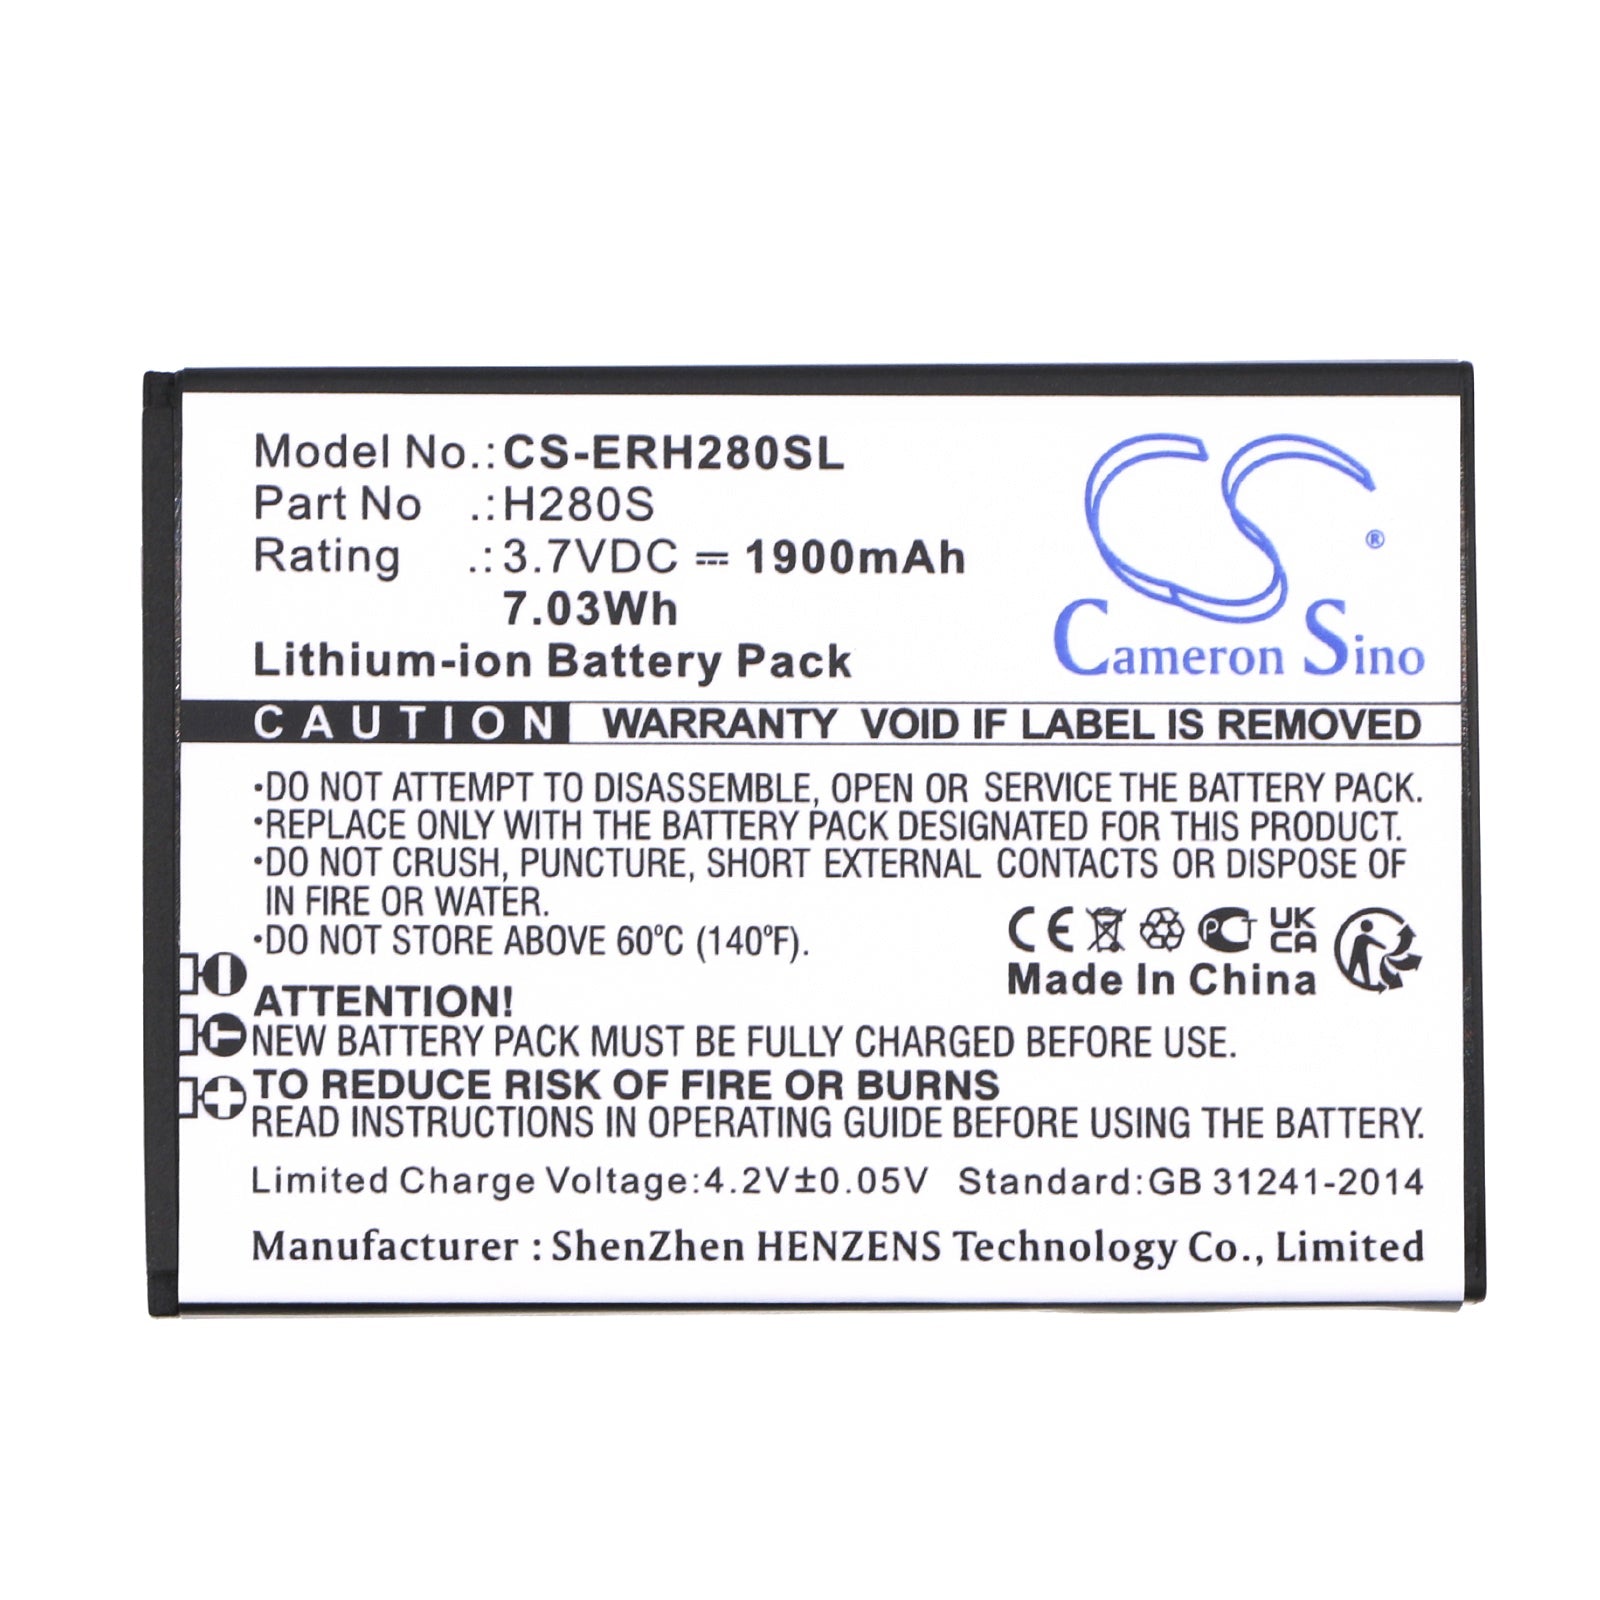 Model No.:CS-ERH280SL
Part No .:H280S
Rating .:3.7VDC ⎓ 1900mAh
7.03Wh
Lithium-ion Battery Pack
CS
®
Cameron Sino
CAUTION WARRANTY VOID IF LABEL IS REMOVED
•DO NOT ATTEMPT TO DISASSEMBLE, OPEN OR SERVICE THE BATTERY PACK.
•REPLACE ONLY WITH THE BATTERY PACK DESIGNATED FOR THIS PRODUCT.
•DO NOT CRUSH, PUNCTURE, SHORT EXTERNAL CONTACTS OR DISPOSE OF
IN FIRE OR WATER.
•DO NOT STORE ABOVE 60°C (140°F).
CE PCT UK
CA
Made In China
ATTENTION!
NEW BATTERY PACK MUST BE FULLY CHARGED BEFORE USE.
TO REDUCE RISK OF FIRE OR BURNS
READ INSTRUCTIONS IN OPERATING GUIDE BEFORE USING THE BATTERY.
Limited Charge Voltage:4.2V±0.05V Standard:GB 31241-2014
Manufacturer : ShenZhen HENZENS Technology Co., Limited
- T +